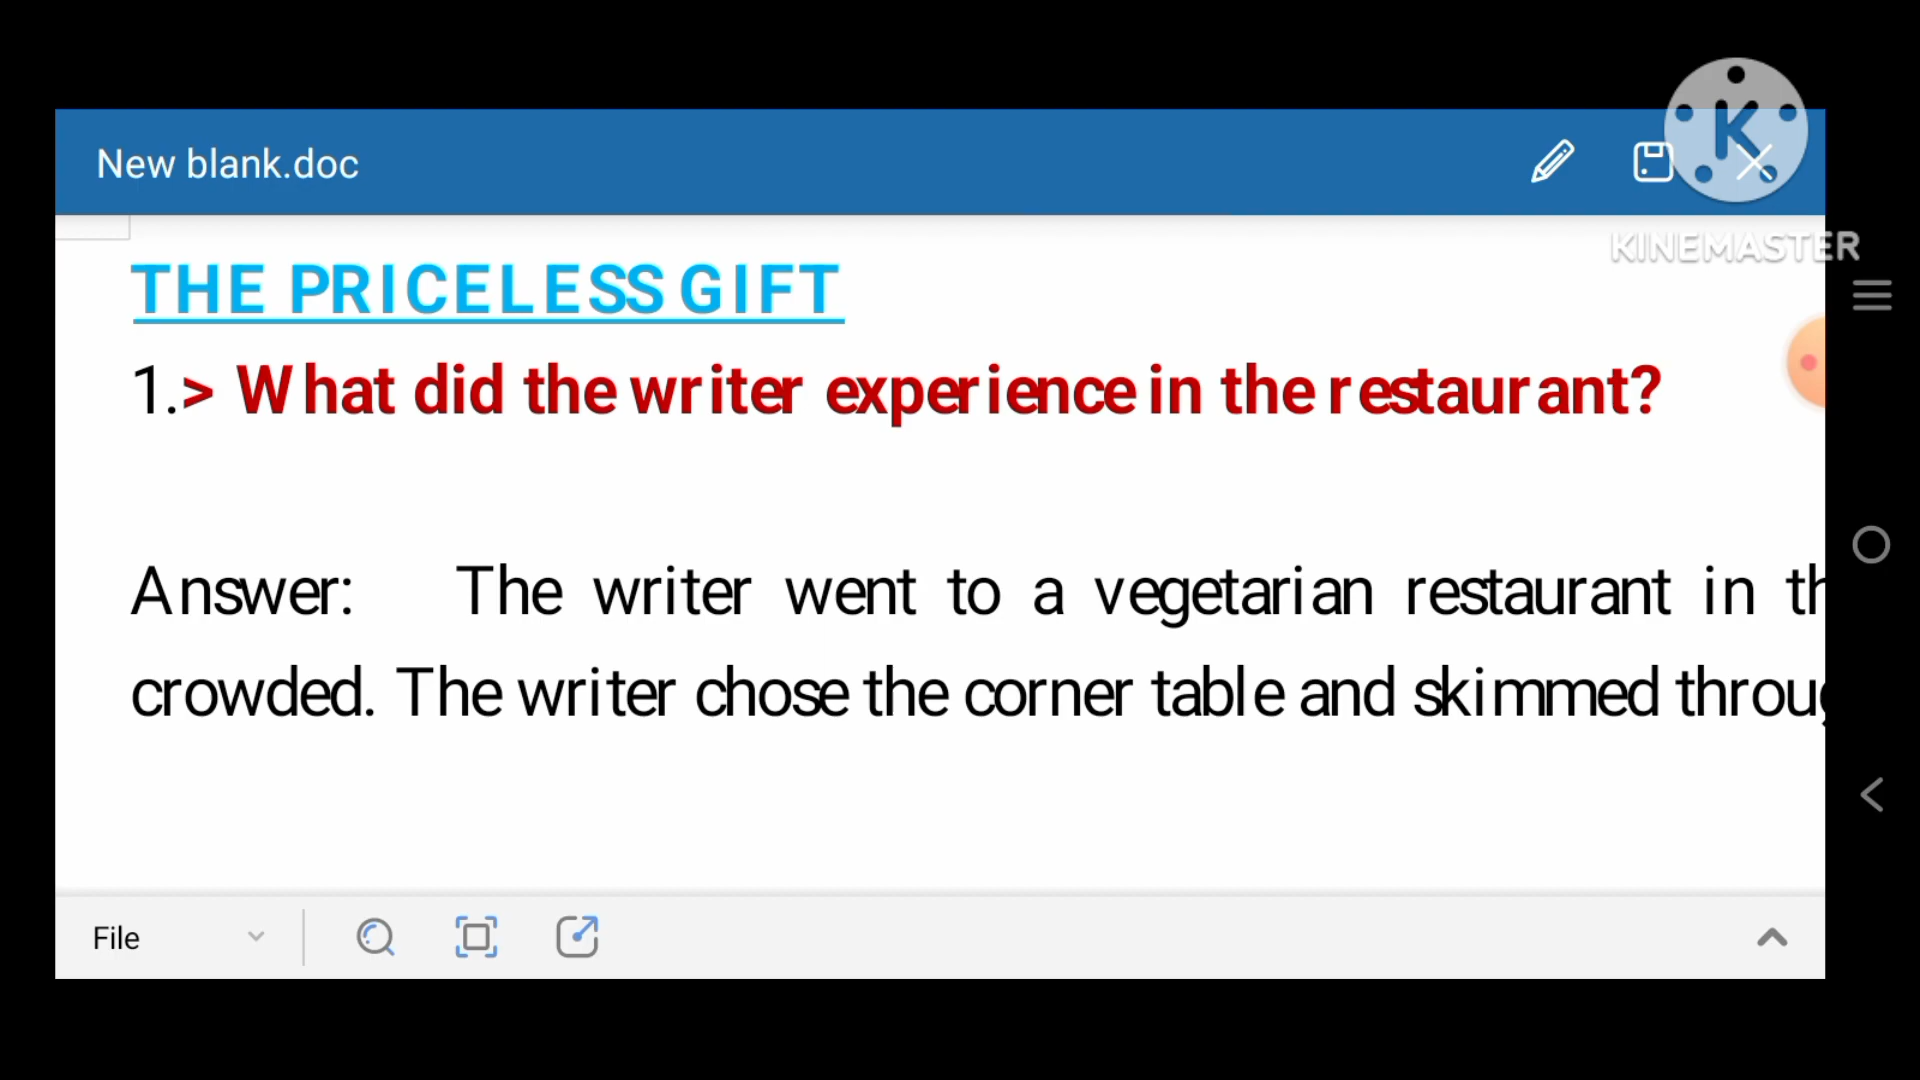 New blank.doc
KINEMASTER
THE PRICELESS GIFT
1.> What did the writer experience in the restaurant?
Answer: The writer went to a vegetarian restaurant in
crowded. The writer chose the corner table and skimmed
File